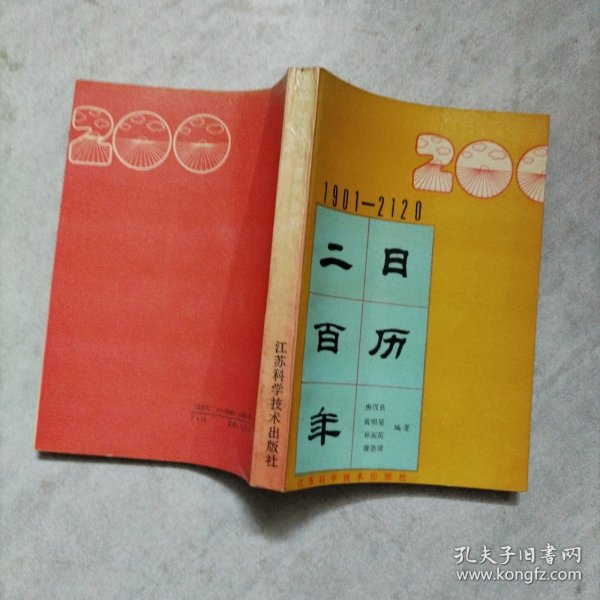 200
200
1901—2120
二百年
日历
编著
江苏科学技术出版社
江苏科学技术出版社
孔夫子旧书网
www.kongfz.com